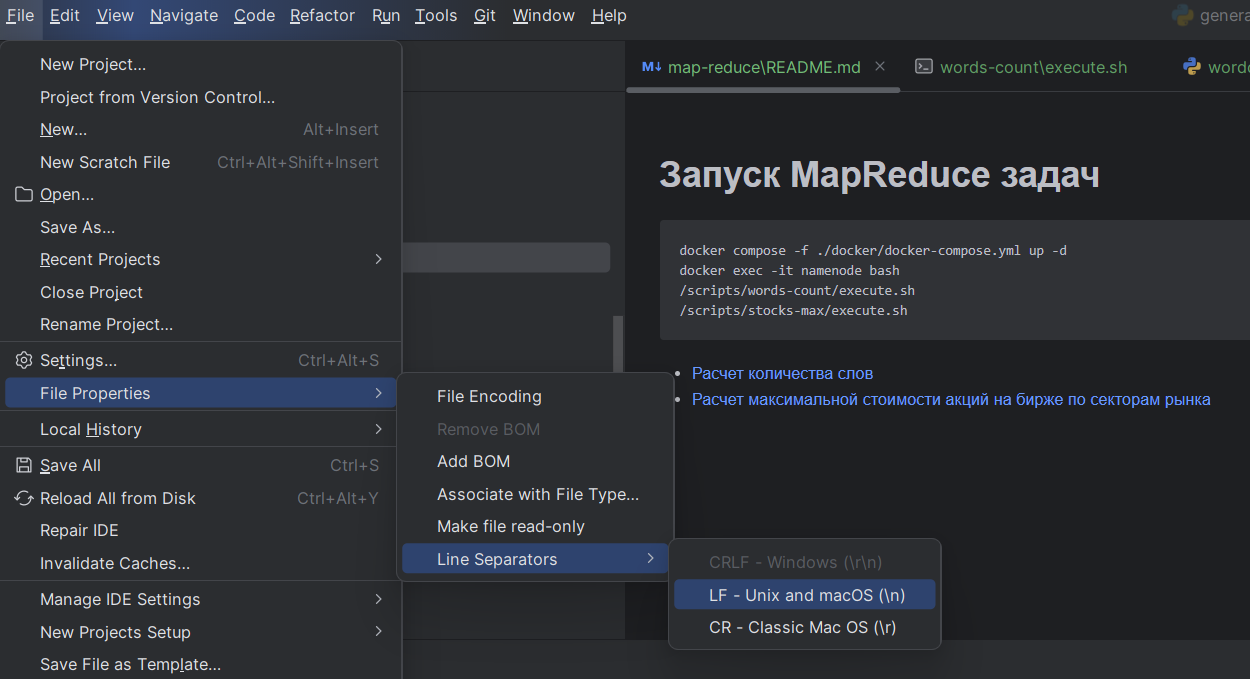 File Edit View Navigate Code Refactor Run Tools Git Window Help
New Project...
Project from Version Control...
New... Alt+Insert
New Scratch File Ctrl+Alt+Shift+Insert
Open...
Save As...
Recent Projects
Close Project
Rename Project...
Settings... Ctrl+Alt+S
File Properties
Local History
Save All Ctrl+S
Reload All from Disk Ctrl+Alt+Y
Repair IDE
Invalidate Caches...
Manage IDE Settings
New Projects Setup
Save File as Template...
File Encoding
Remove BOM
Add BOM
Associate with File Type...
Make file read-only
Line Separators
CRLF - Windows (\r\n)
LF - Unix and macOS (\n)
CR - Classic Mac OS (\r)
M↓ map-reduce\README.md words-count\execute.sh
Запуск MapReduce задач
docker compose -f ./docker/docker-compose.yml up -d
docker exec -it namenode bash
/scripts/words-count/execute.sh
/scripts/stocks-max/execute.sh
Расчет количества слов
Расчет максимальной стоимости акций на бирже по секторам рынка